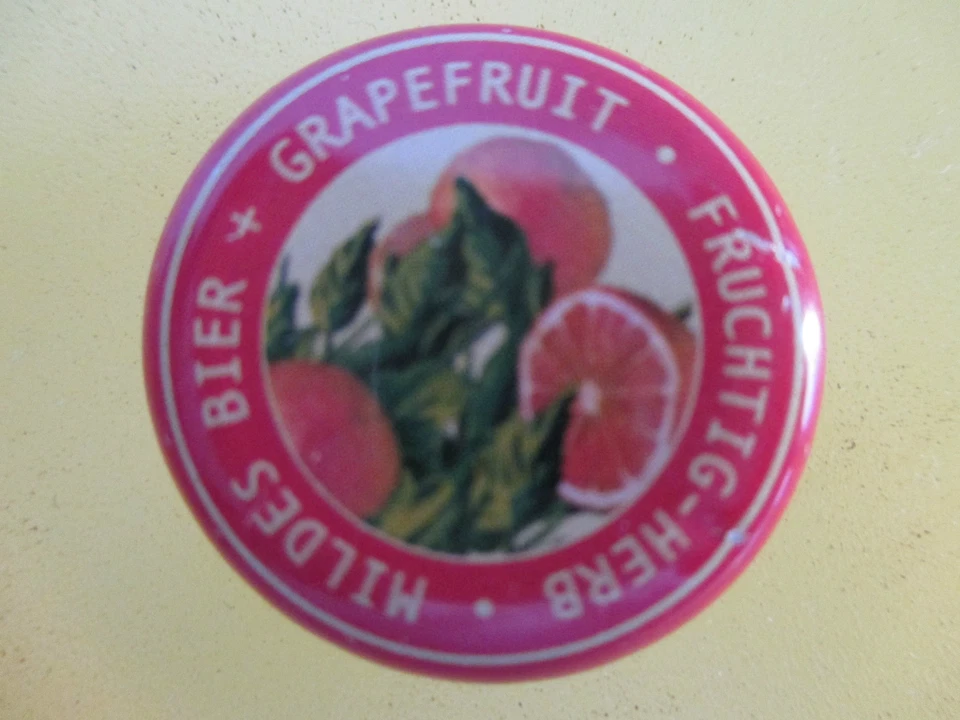 GRAPEFRUIT • FRUCHTIG-HERB • MILDES BIER +